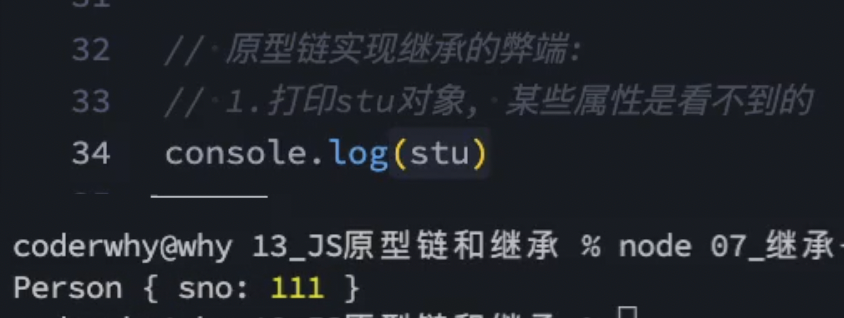 32 // 原型链实现继承的弊端:
33 // 1.打印stu对象, 某些属性是看不到的
34 console.log(stu)
coderwhy@why 13_JS原型链和继承 % node 07_继承
Person { sno: 111 }